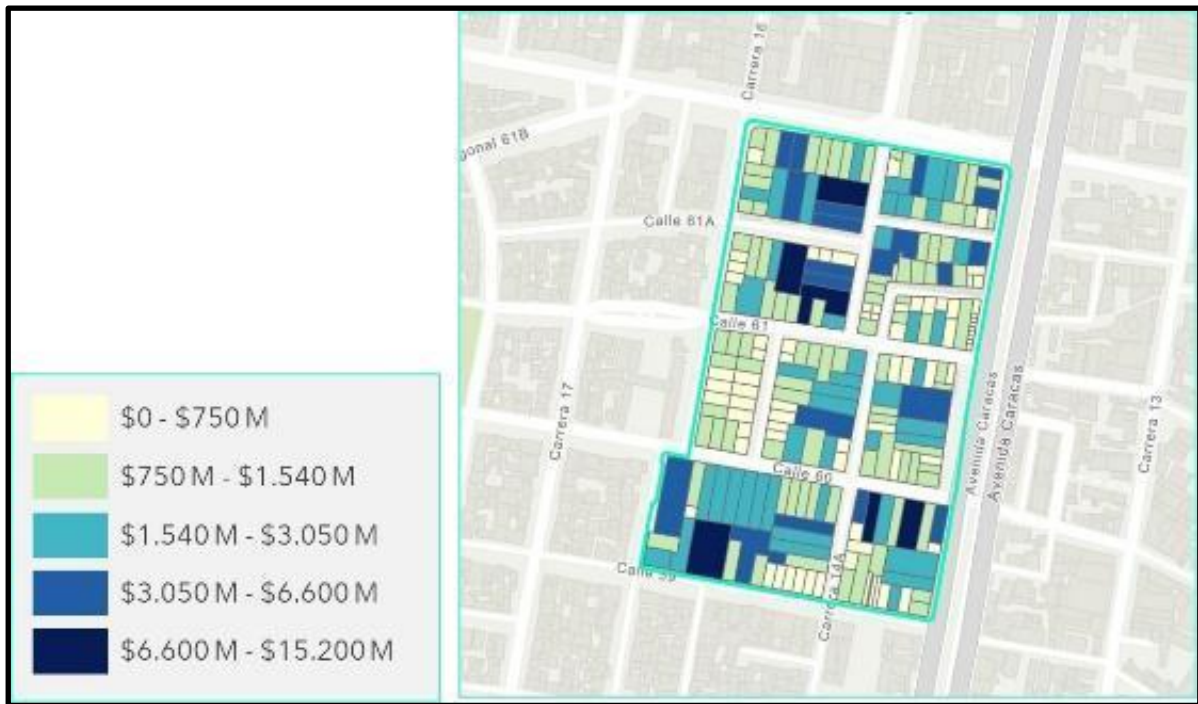 $0 - $750 M
$750 M - $1.540 M
$1.540 M - $3.050 M
$3.050 M - $6.600 M
$6.600 M - $15.200 M
Carrera 16
gonal 61B
Calle 61A
Calle 61
Carrera 17
Avenida Caracas
Avenida Caracas
Carrera 13
Calle 60
Calle 59
Carrera 14A